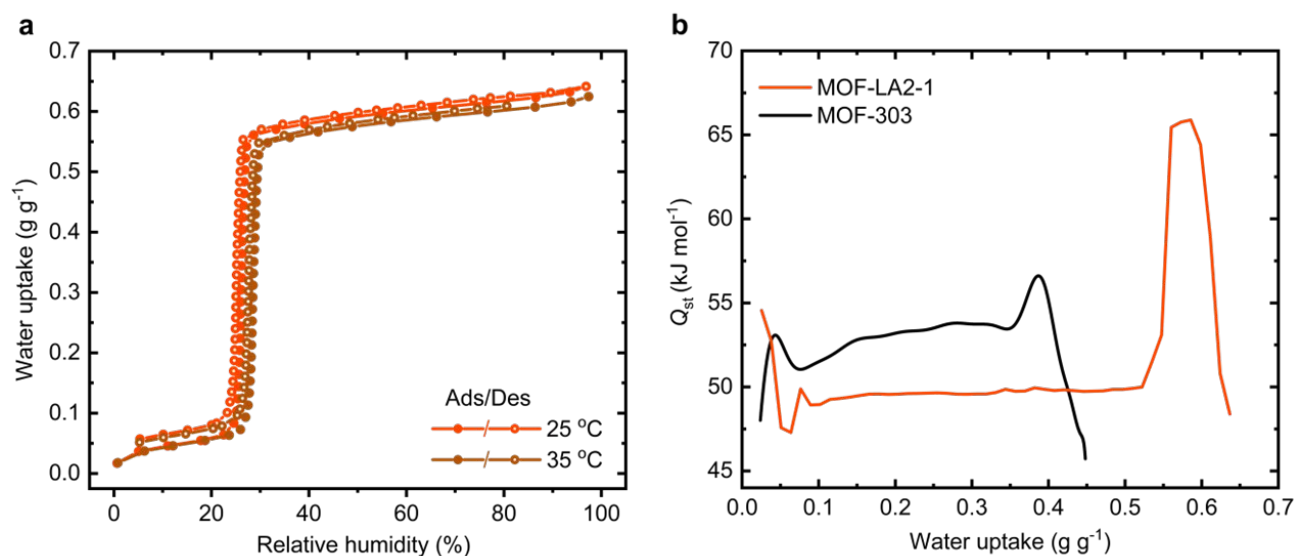 a
0.7
0.6
0.5
0.4
0.3
0.2
0.1
0.0
Water uptake (g g⁻¹)
Ads/Des
25 °C
35 °C
0 20 40 60 80 100
Relative humidity (%)
b
70
65
60
55
50
45
Qst (kJ mol⁻¹)
MOF-LA2-1
MOF-303
0.0 0.1 0.2 0.3 0.4 0.5 0.6 0.7
Water uptake (g g⁻¹)